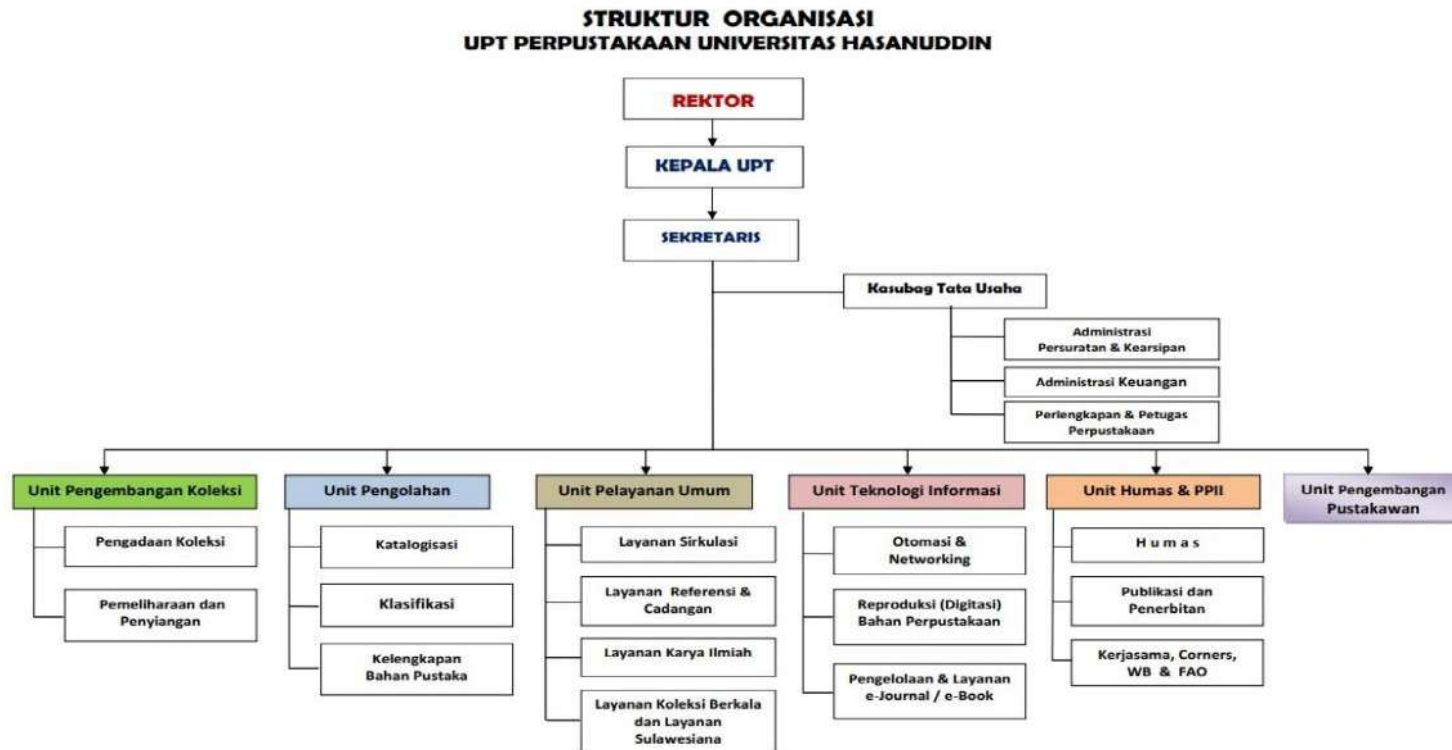 STRUKTUR ORGANISASI
UPT PERPUSTAKAAN UNIVERSITAS HASANUDDIN
REKTOR
KEPALA UPT
SEKRETARIS
Kasubag Tata Usaha
Administrasi
Persuratan & Kearsipan
Administrasi Keuangan
Perlengkapan & Petugas
Perpustakaan
Unit Pengembangan Koleksi
Pengadaan Koleksi
Pemeliharaan dan
Penyiangan
Unit Pengolahan
Katalogisasi
Klasifikasi
Kelengkapan
Bahan Pustaka
Unit Pelayanan Umum
Layanan Sirkulasi
Layanan Referensi &
Cadangan
Layanan Karya Ilmiah
Layanan Koleksi Berkala
dan Layanan
Sulawesiana
Unit Teknologi Informasi
Otomasi &
Networking
Reproduksi (Digitasi)
Bahan Perpustakaan
Pengelolaan & Layanan
e-Journal / e-Book
Unit Humas & PPII
H u m a s
Publikasi dan
Penerbitan
Kerjasama, Corners,
WB & FAO
Unit Pengembangan
Pustakawan